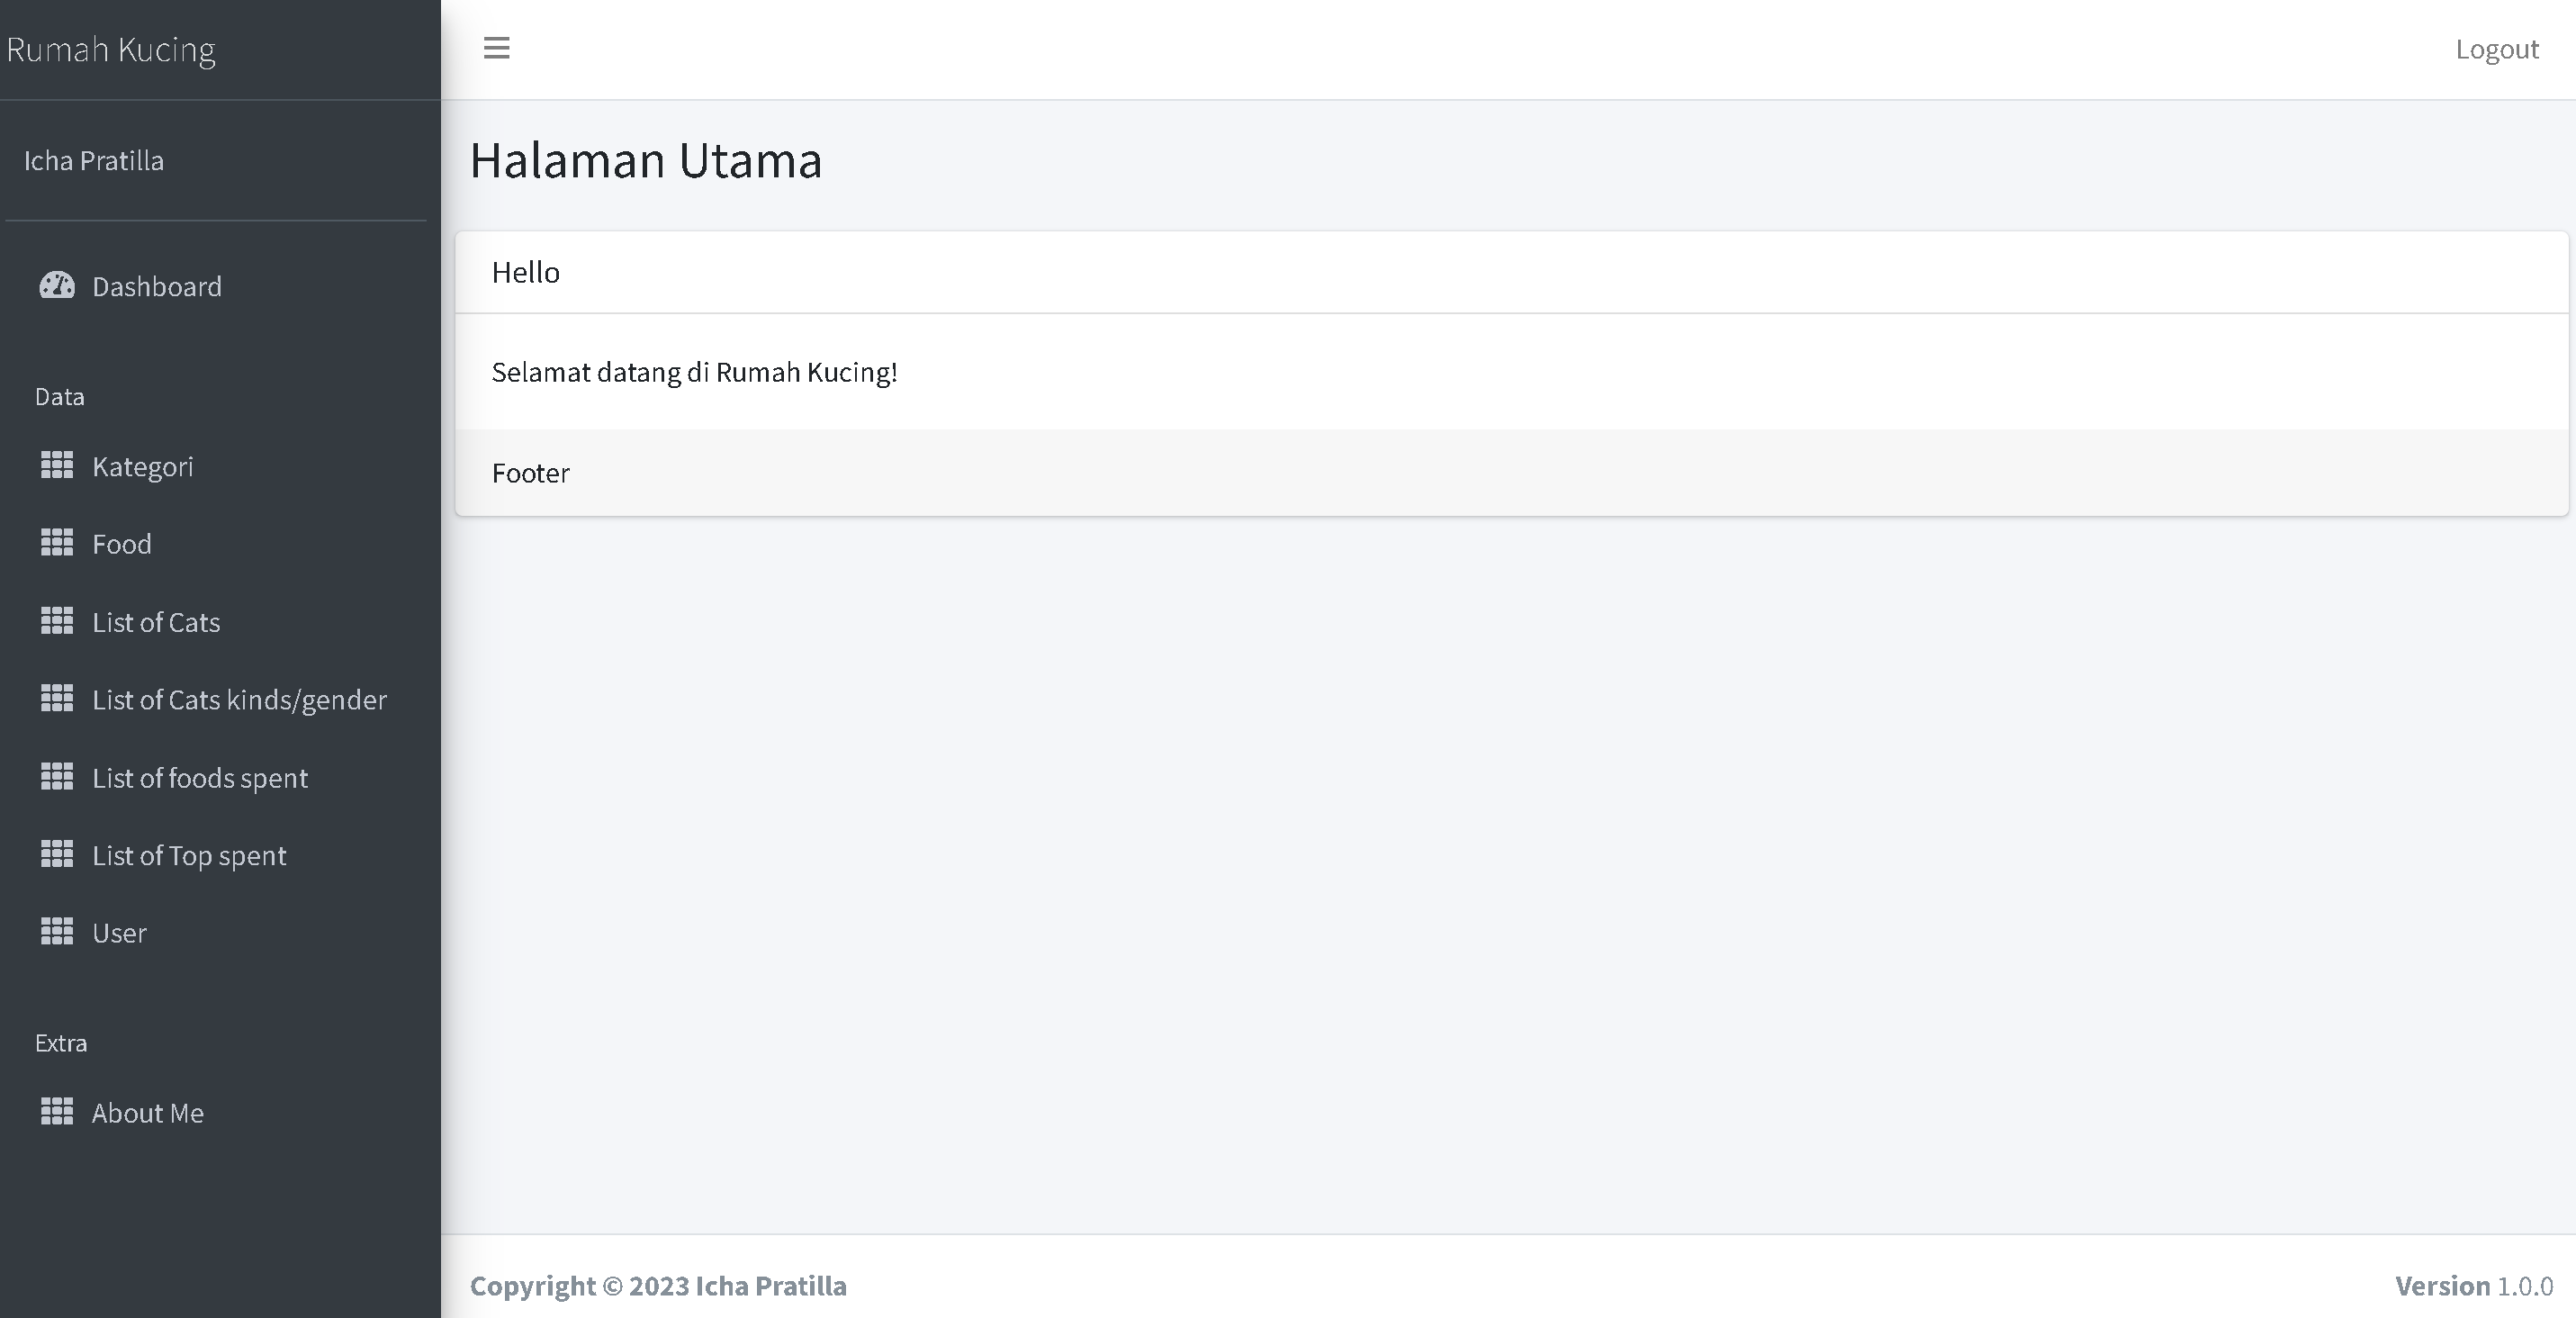 Rumah Kucing
Logout
Icha Pratilla
Dashboard
Data
Kategori
Food
List of Cats
List of Cats kinds/gender
List of foods spent
List of Top spent
User
Extra
About Me
Halaman Utama
Hello
Selamat datang di Rumah Kucing!
Footer
Copyright © 2023 Icha Pratilla
Version 1.0.0